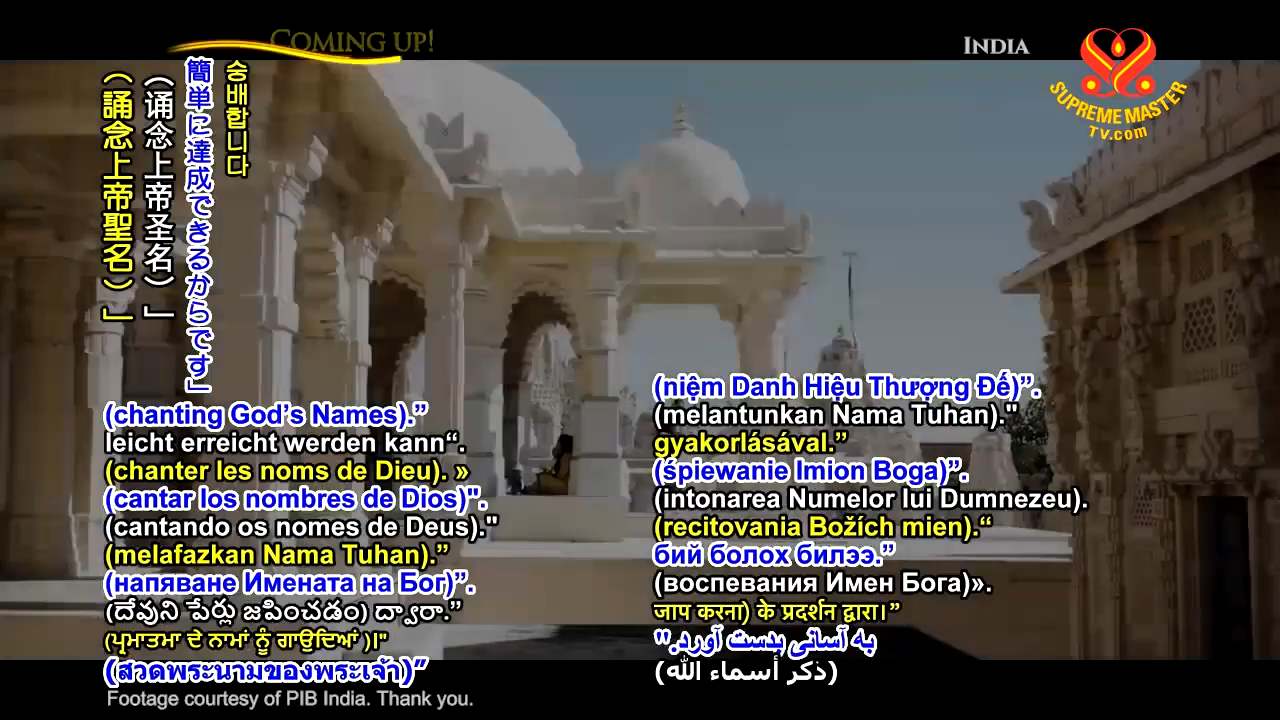 COMING UP!
INDIA
SUPREME MASTER
TV.com
숭배합니다
簡単に達成できるからです」
（诵念上帝圣名）」
（誦念上帝聖名）」
(chanting God’s Names).”
leicht erreicht werden kann“.
(chanter les noms de Dieu). »
(cantar los nombres de Dios)".
(cantando os nomes de Deus)."
(melafazkan Nama Tuhan).”
(напяване Имената на Бог)”.
(దేవుని పేర్లు జపించడం) ద్వారా.”
(ਪ੍ਰਮਾਤਮਾ ਦੇ ਨਾਮਾਂ ਨੂੰ ਗਾਉਂਦਿਆਂ )।"
(สวดพระนามของพระเจ้า)”
(niệm Danh Hiệu Thượng Đế)”.
(melantunkan Nama Tuhan)."
gyakorlásával.”
(śpiewanie Imion Boga)”.
(intonarea Numelor lui Dumnezeu).
(recitovania Božích mien).“
бий болох билээ.”
(воспевания Имен Бога)».
जाप करना) के प्रदर्शन द्वारा।”
به آسانی بدست آورد."
(ذكر أسماء الله)
Footage courtesy of PIB India. Thank you.